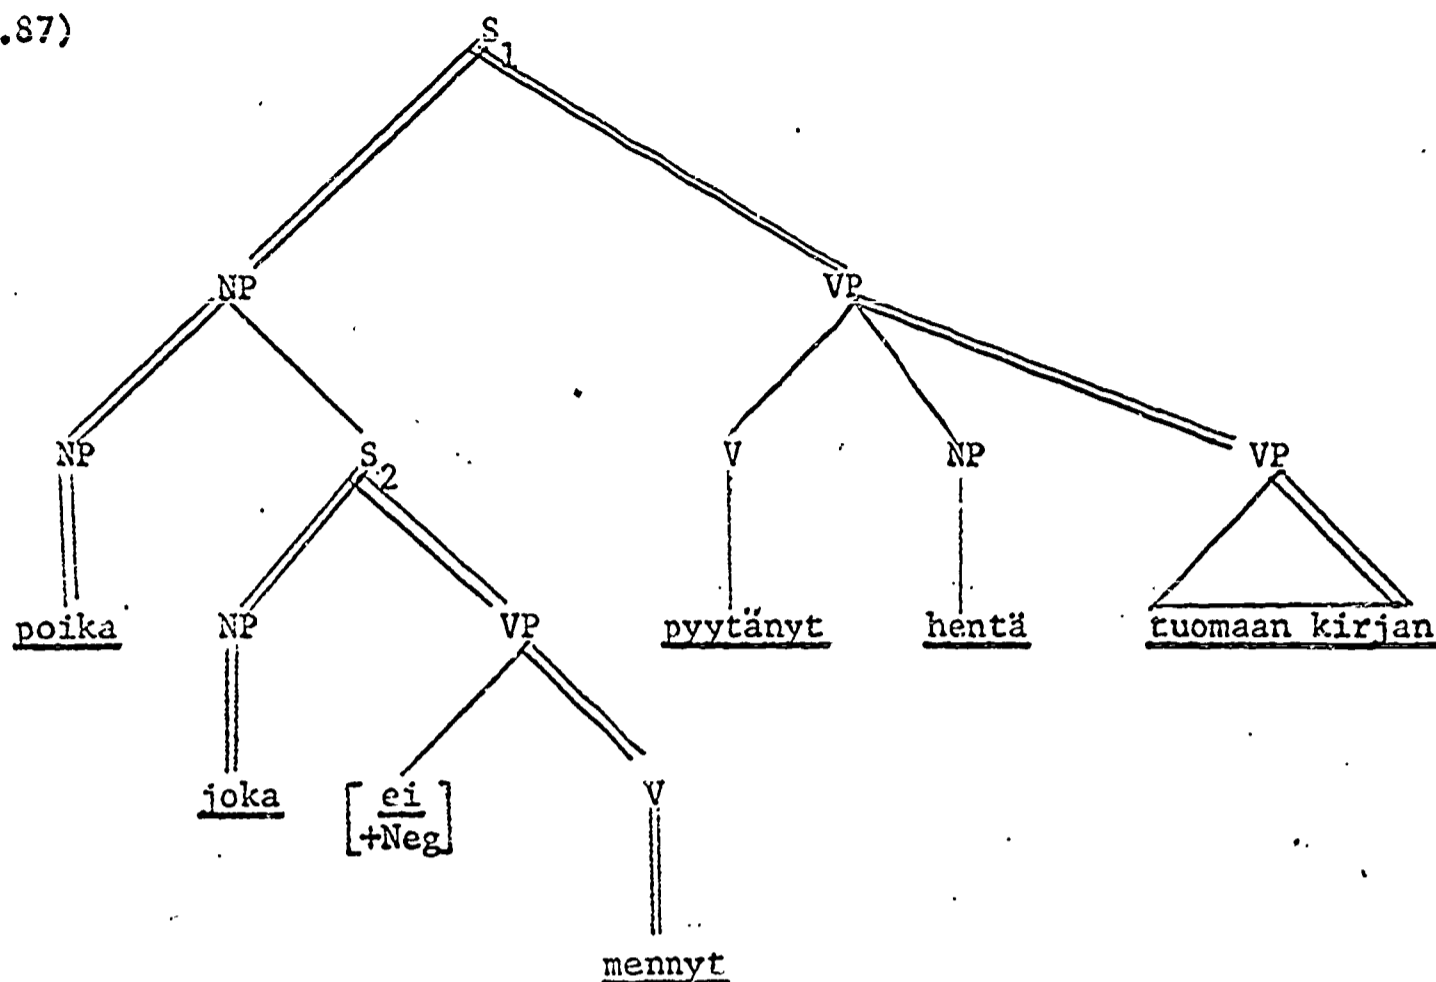 .87)
S1
NP VP
NP S2 V NP VP
poika NP VP pyytänyt hentä tuomaan kirjan
joka [ ei V
+Neg]
mennyt